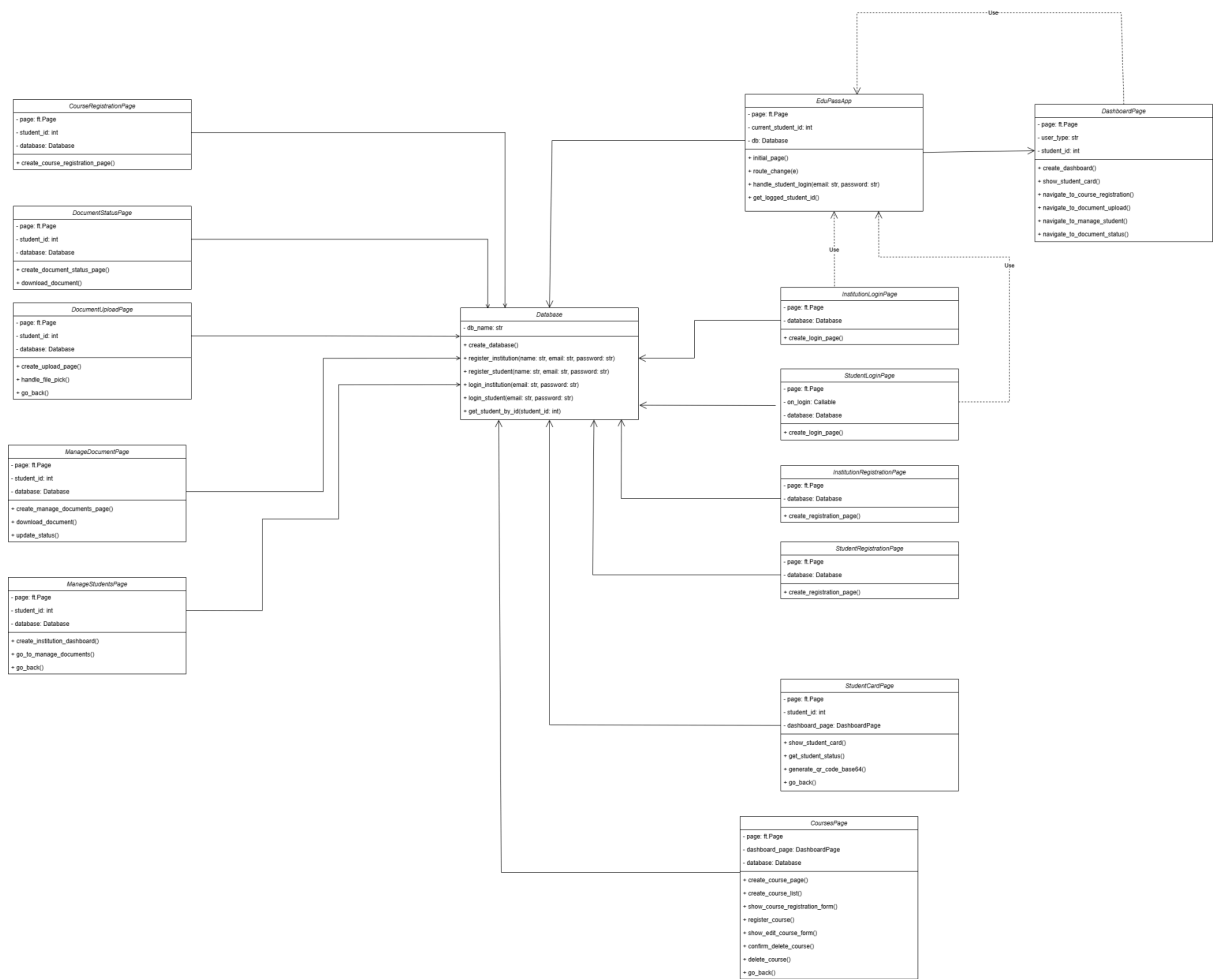 Use
CourseRegistrationPage
- page: ft.Page
- student_id: int
- database: Database
+ create_course_registration_page()
DocumentStatusPage
- page: ft.Page
- student_id: int
- database: Database
+ create_document_status_page()
+ download_document()
DocumentUploadPage
- page: ft.Page
- student_id: int
- database: Database
+ create_upload_page()
+ handle_file_pick()
+ go_back()
ManageDocumentPage
- page: ft.Page
- student_id: int
- database: Database
+ create_manage_documents_page()
+ download_document()
+ update_status()
ManageStudentsPage
- page: ft.Page
- student_id: int
- database: Database
+ create_institution_dashboard()
+ go_to_manage_documents()
+ go_back()
Database
- db_name: str
+ create_database()
+ register_institution(name: str, email: str, password: str)
+ register_student(name: str, email: str, password: str)
+ login_institution(email: str, password: str)
+ login_student(email: str, password: str)
+ get_student_by_id(student_id: int)
EduPassApp
- page: ft.Page
- current_student_id: int
- db: Database
+ initial_page()
+ route_change(e)
+ handle_student_login(email: str, password: str)
+ get_logged_student_id()
DashboardPage
- page: ft.Page
- user_type: str
- student_id: int
+ create_dashboard()
+ show_student_card()
+ navigate_to_course_registration()
+ navigate_to_document_upload()
+ navigate_to_manage_student()
+ navigate_to_document_status()
Use
Use
InstitutionLoginPage
- page: ft.Page
- database: Database
+ create_login_page()
StudentLoginPage
- page: ft.Page
- on_login: Callable
- database: Database
+ create_login_page()
InstitutionRegistrationPage
- page: ft.Page
- database: Database
+ create_registration_page()
StudentRegistrationPage
- page: ft.Page
- database: Database
+ create_registration_page()
StudentCardPage
- page: ft.Page
- student_id: int
- dashboard_page: DashboardPage
+ show_student_card()
+ get_student_status()
+ generate_qr_code_base64()
+ go_back()
CoursesPage
- page: ft.Page
- dashboard_page: DashboardPage
- database: Database
+ create_course_page()
+ create_course_list()
+ show_course_registration_form()
+ register_course()
+ show_edit_course_form()
+ confirm_delete_course()
+ delete_course()
+ go_back()